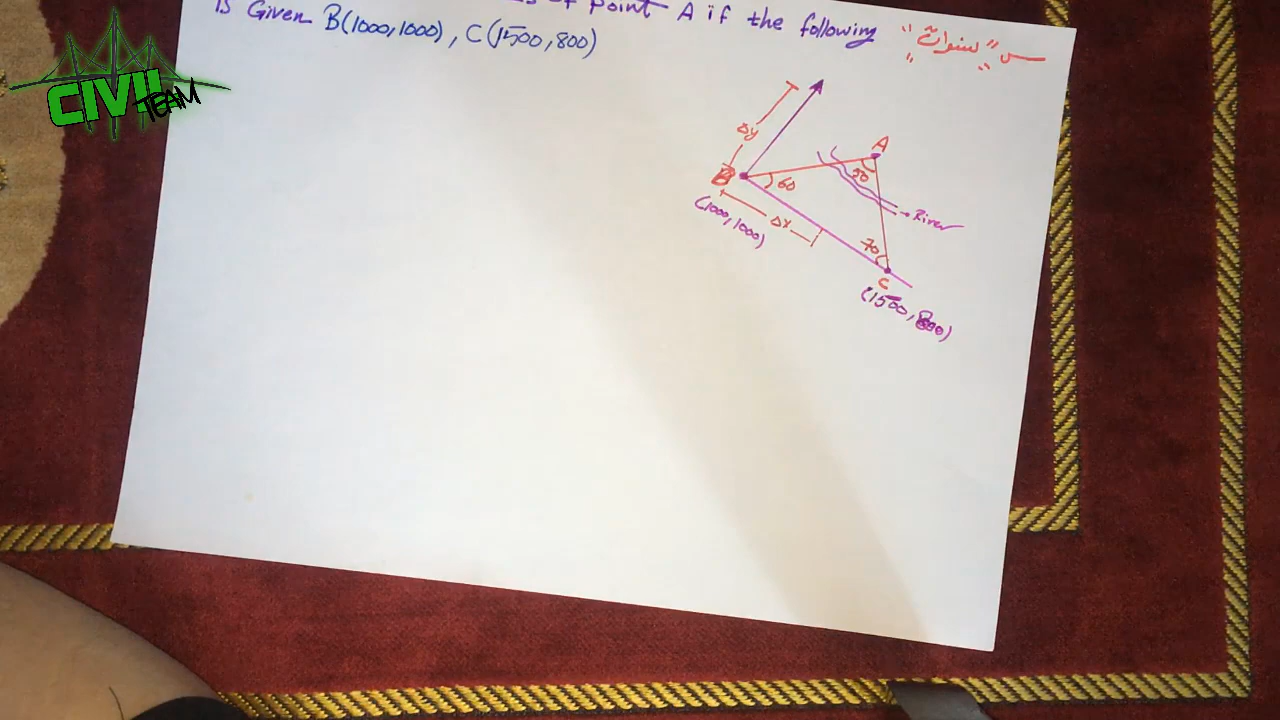 of Point A if the following
is Given B(1000,1000), C(1500,800)
س "سنوات"
CIVIL
TEAM
Δy
A
B
60
50
River
(1000,1000)
Δx
70
C
(1500,800)